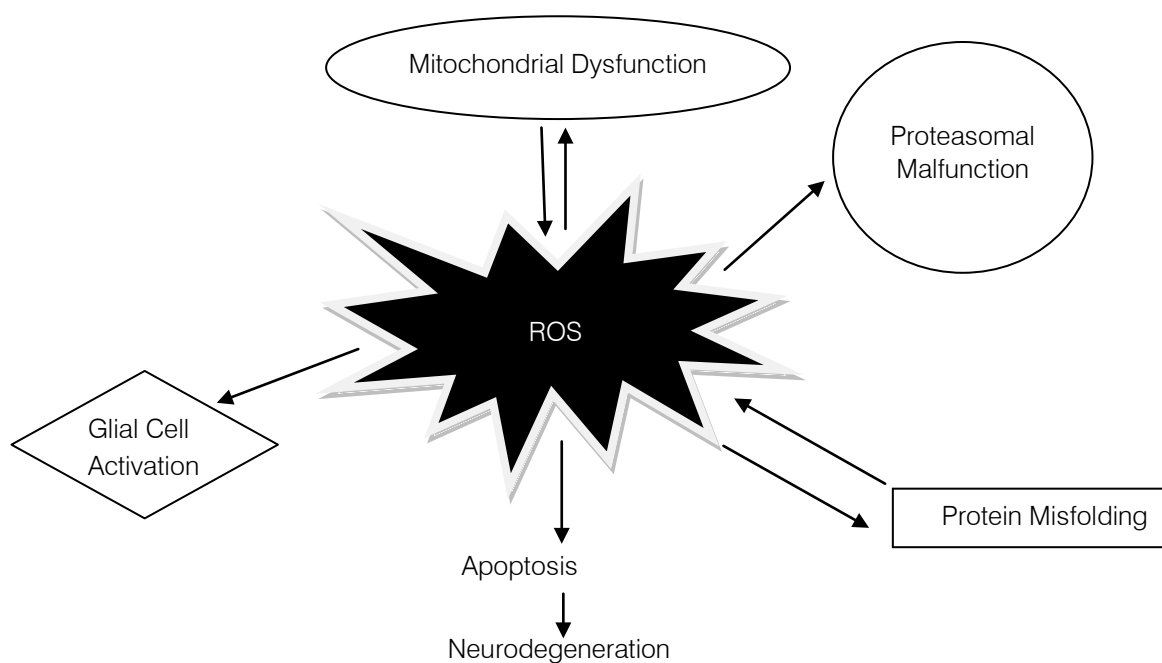 Mitochondrial Dysfunction
Proteasomal
Malfunction
ROS
Glial Cell
Activation
Protein Misfolding
Apoptosis
Neurodegeneration